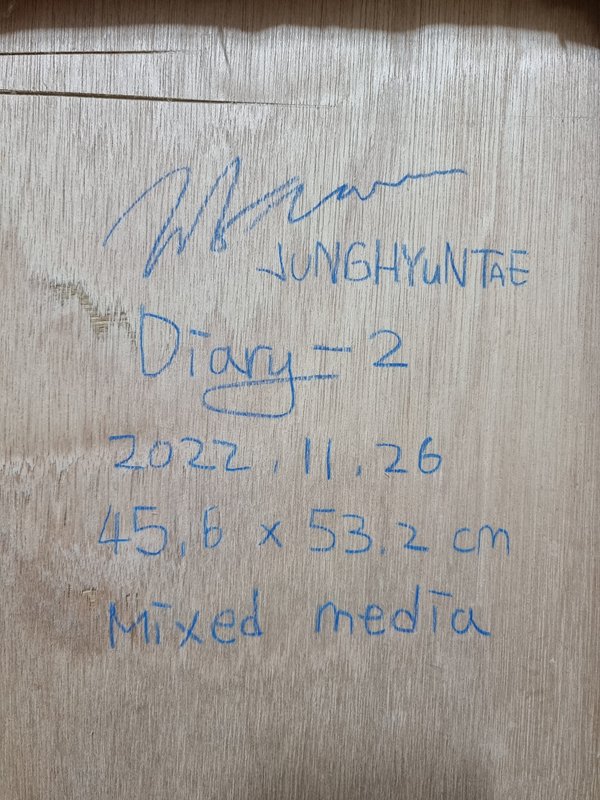 JUNGHYUNTAE
Diary-2
2022.11.26
45.6 x 53.2 cm
Mixed media